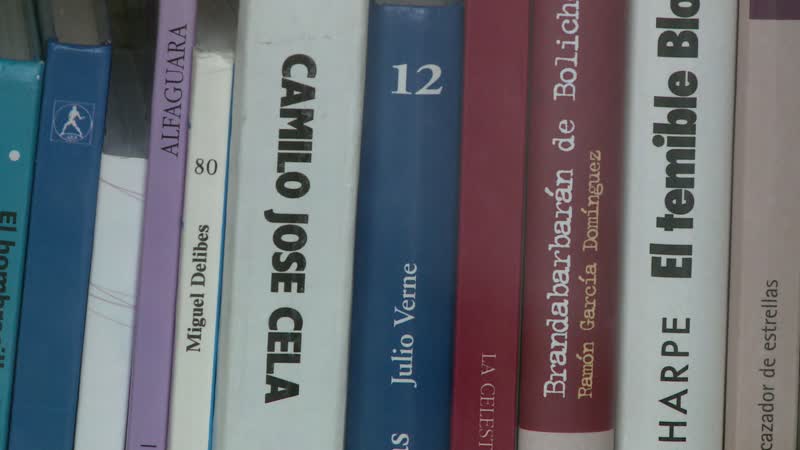 El hombre
ALFAGUARA
80
Miguel Delibes
CAMILO JOSE CELA
12
Julio Verne
as
LA CELEST
Brandabarbarán de Bolich
Ramón García Domínguez
El temible Blo
HARPE
cazador de estrellas